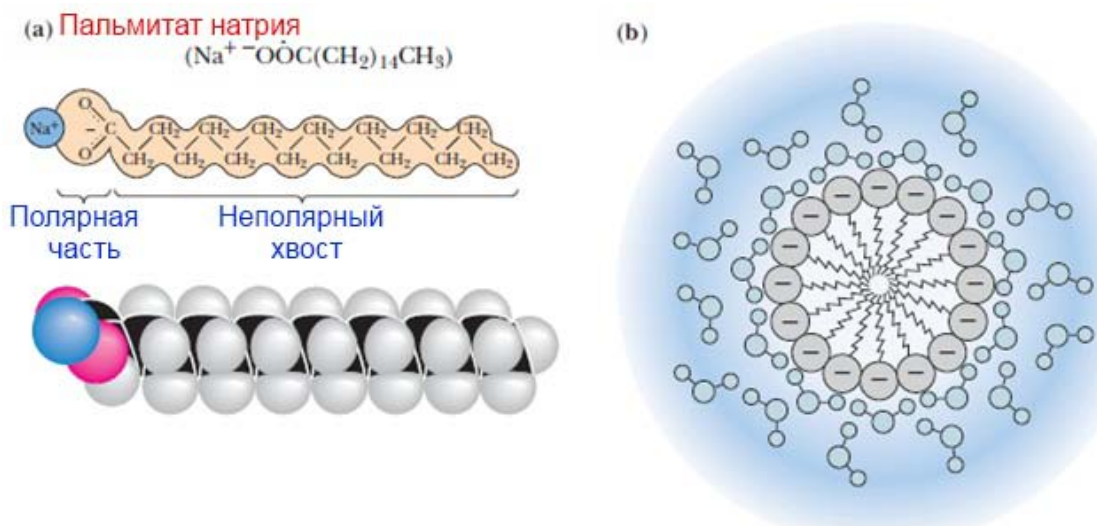 (a) Пальмитат натрия
(Na⁺ ⁻OOC(CH₂)₁₄CH₃)
O
Na⁺ – C CH₂ CH₂ CH₂ CH₂ CH₂ CH₂ CH₂
O CH₂ CH₂ CH₂ CH₂ CH₂ CH₂ CH₂ CH₂
Полярная часть
Неполярный хвост
(b)
– – – – – – – – – – – – – – – –